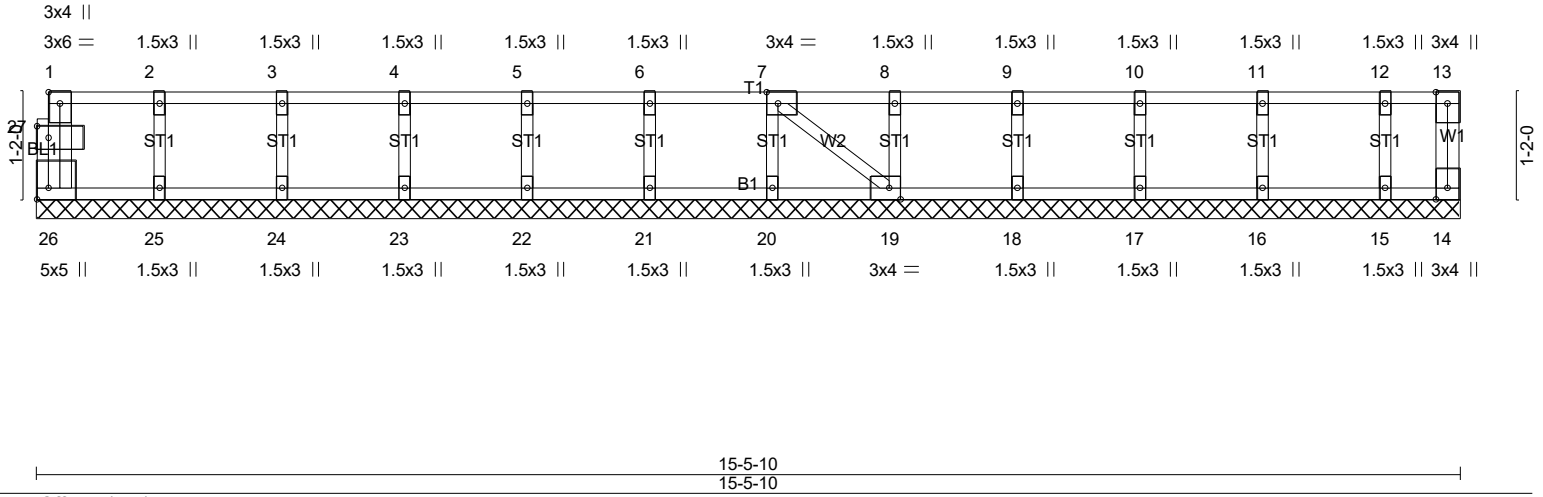 3x4 ||
3x6 = 1.5x3 || 1.5x3 || 1.5x3 || 1.5x3 || 1.5x3 || 3x4 = 1.5x3 || 1.5x3 || 1.5x3 || 1.5x3 || 1.5x3 || 3x4 ||
1 2 3 4 5 6 7 8 9 10 11 12 13
T1
27
1-2-0 BL1 ST1 ST1 ST1 ST1 ST1 ST1 W2 ST1 ST1 ST1 ST1 ST1 W1 1-2-0
B1
26 25 24 23 22 21 20 19 18 17 16 15 14
5x5 || 1.5x3 || 1.5x3 || 1.5x3 || 1.5x3 || 1.5x3 || 1.5x3 || 3x4 = 1.5x3 || 1.5x3 || 1.5x3 || 1.5x3 || 3x4 ||
15-5-10
15-5-10